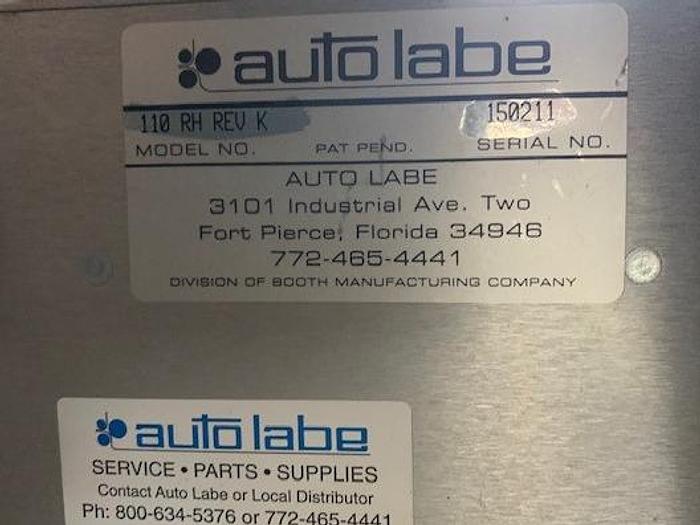 auto labe
110 RH REV K 150211
MODEL NO. PAT PEND. SERIAL NO.
AUTO LABE
3101 Industrial Ave. Two
Fort Pierce, Florida 34946
772-465-4441
DIVISION OF BOOTH MANUFACTURING COMPANY
auto labe
SERVICE • PARTS • SUPPLIES
Contact Auto Labe or Local Distributor
Ph: 800-634-5376 or 772-465-4441